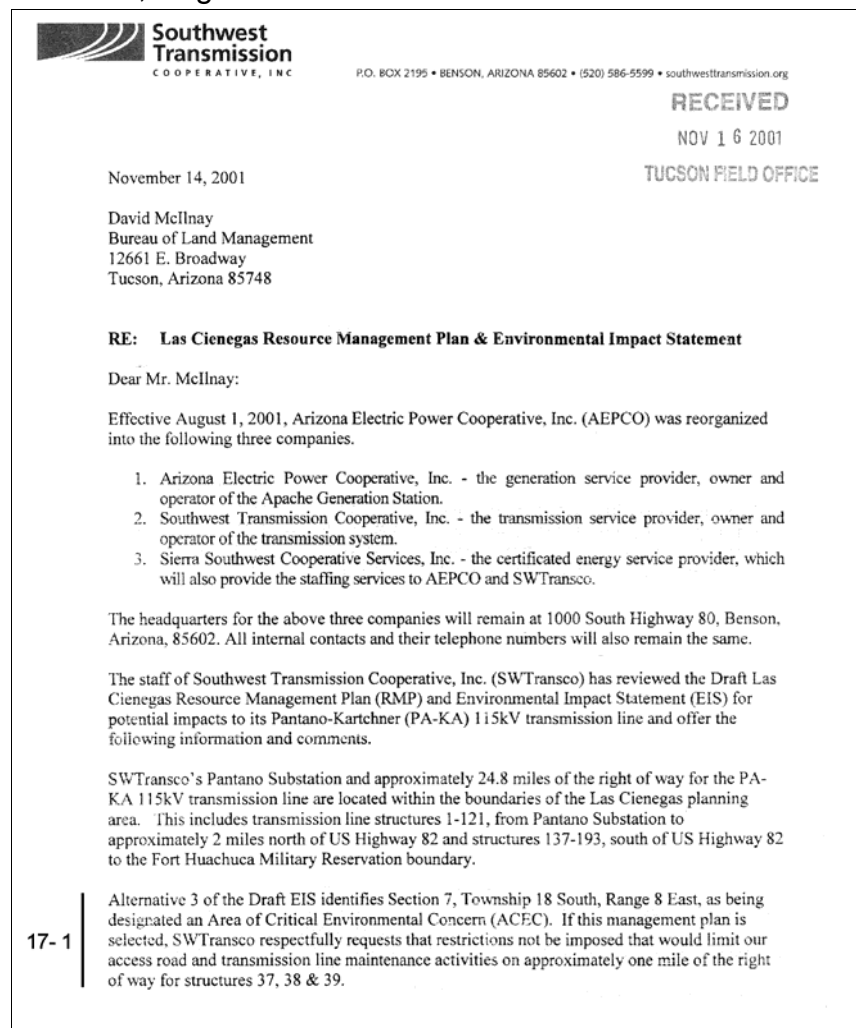 Southwest
Transmission
COOPERATIVE, INC
P.O. BOX 2195 • BENSON, ARIZONA 85602 • (520) 586-5599 • southwesttransmission.org
RECEIVED
NOV 16 2001
TUCSON FIELD OFFICE
November 14, 2001
David McIlnay
Bureau of Land Management
12661 E. Broadway
Tucson, Arizona 85748
RE: Las Cienegas Resource Management Plan & Environmental Impact Statement
Dear Mr. McIlnay:
Effective August 1, 2001, Arizona Electric Power Cooperative, Inc. (AEPCO) was reorganized
into the following three companies.
1. Arizona Electric Power Cooperative, Inc. - the generation service provider, owner and
operator of the Apache Generation Station.
2. Southwest Transmission Cooperative, Inc. - the transmission service provider, owner and
operator of the transmission system.
3. Sierra Southwest Cooperative Services, Inc. - the certificated energy service provider, which
will also provide the staffing services to AEPCO and SWTransco.
The headquarters for the above three companies will remain at 1000 South Highway 80, Benson,
Arizona, 85602. All internal contacts and their telephone numbers will also remain the same.
The staff of Southwest Transmission Cooperative, Inc. (SWTransco) has reviewed the Draft Las
Cienegas Resource Management Plan (RMP) and Environmental Impact Statement (EIS) for
potential impacts to its Pantano-Kartchner (PA-KA) 115kV transmission line and offer the
following information and comments.
SWTransco's Pantano Substation and approximately 24.8 miles of the right of way for the PA-
KA 115kV transmission line are located within the boundaries of the Las Cienegas planning
area. This includes transmission line structures 1-121, from Pantano Substation to
approximately 2 miles north of US Highway 82 and structures 137-193, south of US Highway 82
to the Fort Huachuca Military Reservation boundary.
Alternative 3 of the Draft EIS identifies Section 7, Township 18 South, Range 8 East, as being
designated an Area of Critical Environmental Concern (ACEC). If this management plan is
17- 1 selected, SWTransco respectfully requests that restrictions not be imposed that would limit our
access road and transmission line maintenance activities on approximately one mile of the right
of way for structures 37, 38 & 39.